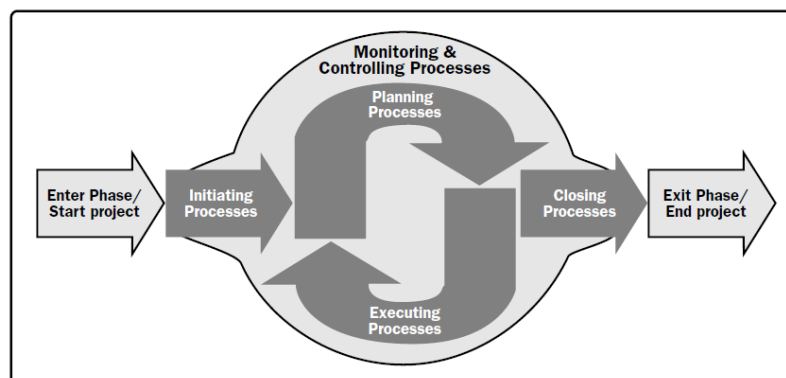 Monitoring &
Controlling Processes
Planning
Processes
Enter Phase/
Start project
Initiating
Processes
Closing
Processes
Exit Phase/
End project
Executing
Processes